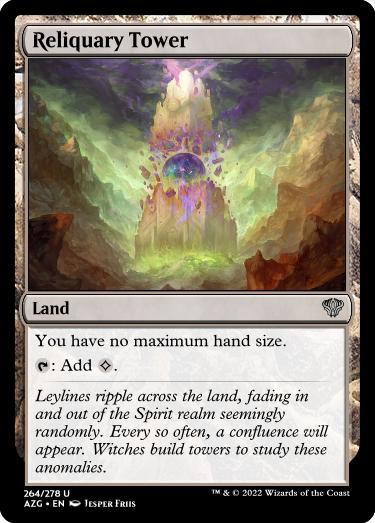 Reliquary Tower
Land
You have no maximum hand size.
: Add .
Leylines ripple across the land, fading in
and out of the Spirit realm seemingly
randomly. Every so often, a confluence will
appear. Witches build towers to study these
anomalies.
264/278 U
AZG • EN Jesper Friis
™ & © 2022 Wizards of the Coast